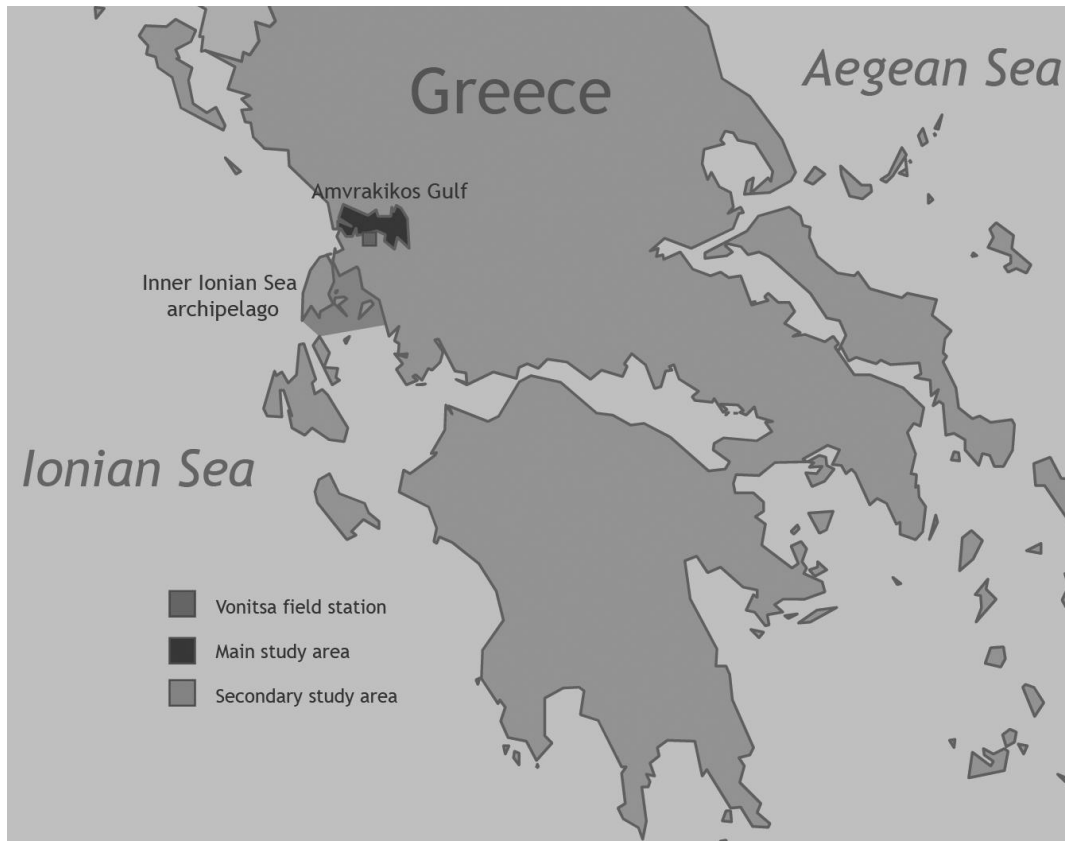 Aegean Sea
Greece
Amvrakikos Gulf
Inner Ionian Sea
archipelago
Ionian Sea
Vonitsa field station
Main study area
Secondary study area